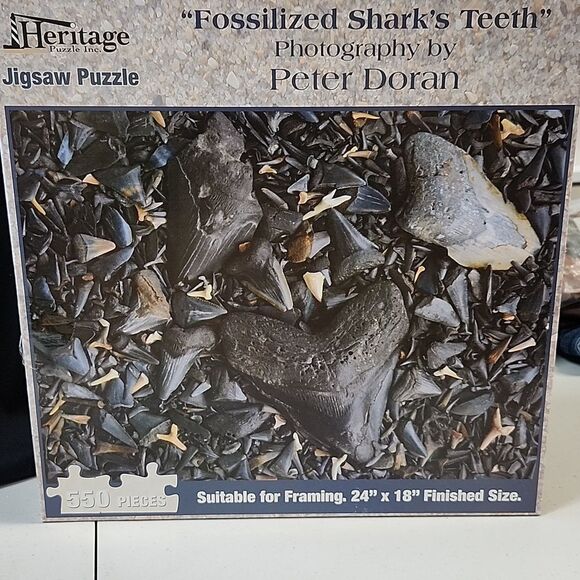 Heritage
Puzzle Inc.
Jigsaw Puzzle
"Fossilized Shark's Teeth"
Photography by
Peter Doran
550 PIECES
Suitable for Framing. 24" x 18" Finished Size.